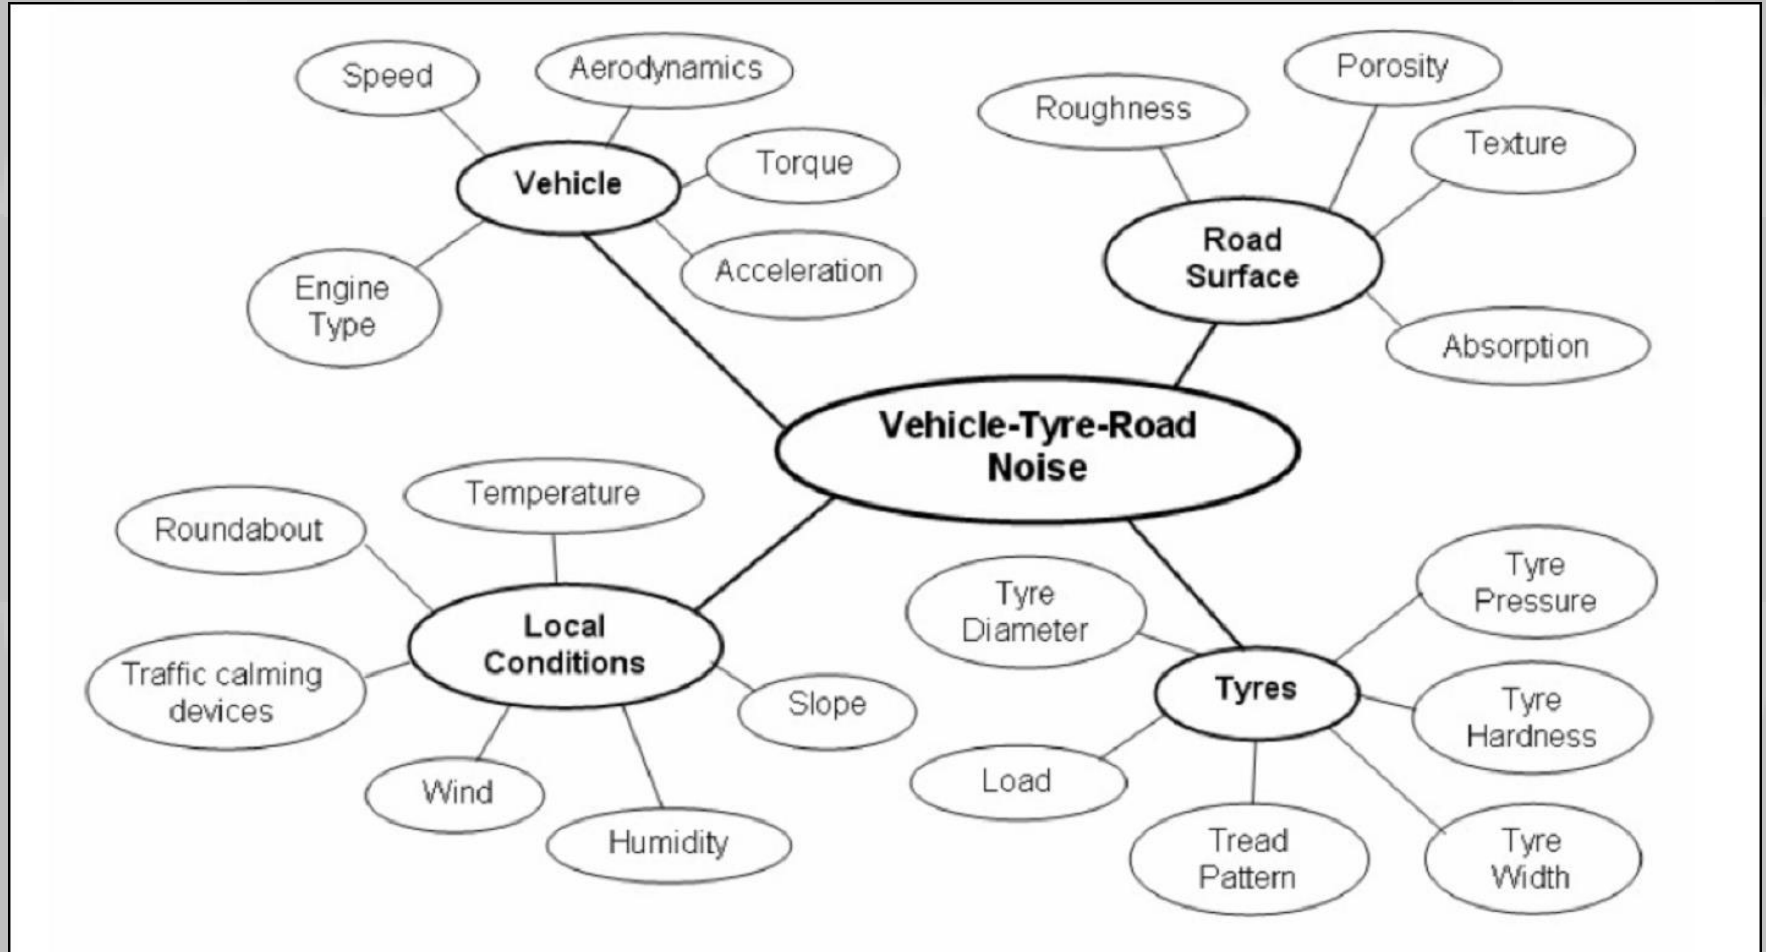 Speed
Aerodynamics
Torque
Vehicle
Acceleration
Engine
Type
Roughness
Porosity
Texture
Road
Surface
Absorption
Vehicle-Tyre-Road
Noise
Temperature
Roundabout
Local
Conditions
Traffic calming
devices
Slope
Wind
Humidity
Tyre
Diameter
Tyre
Pressure
Tyres
Tyre
Hardness
Load
Tread
Pattern
Tyre
Width